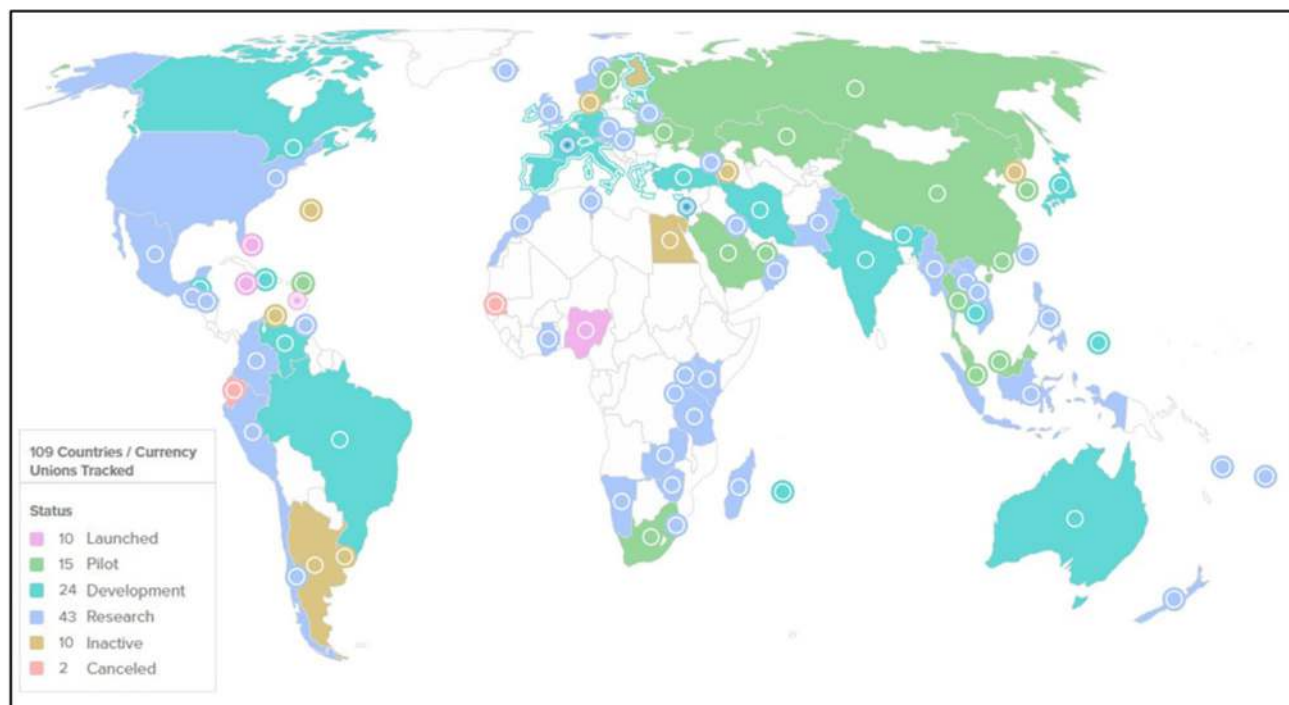 109 Countries / Currency
Unions Tracked
Status
10 Launched
15 Pilot
24 Development
43 Research
10 Inactive
2 Canceled